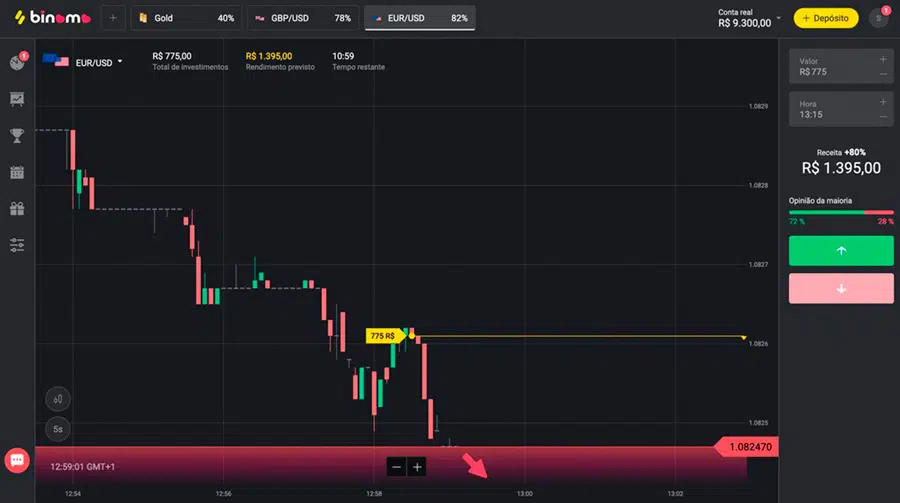 binomo
Gold 40%
GBP/USD 78%
EUR/USD 82%
Conta real
R$ 9.300,00
+ Depósito
S
1
1
EUR/USD
R$ 775,00
Total de investimentos
R$ 1.395,00
Rendimento previsto
10:59
Tempo restante
Valor
R$ 775
Hora
13:15
Receita +80%
R$ 1.395,00
Opinião da maioria
72 % 28 %
1.0829
1.0828
1.0827
1.0826
1.0825
775 R$
1.082470
5s
12:59:01 GMT+1
12:54 12:56 12:58 13:00 13:02